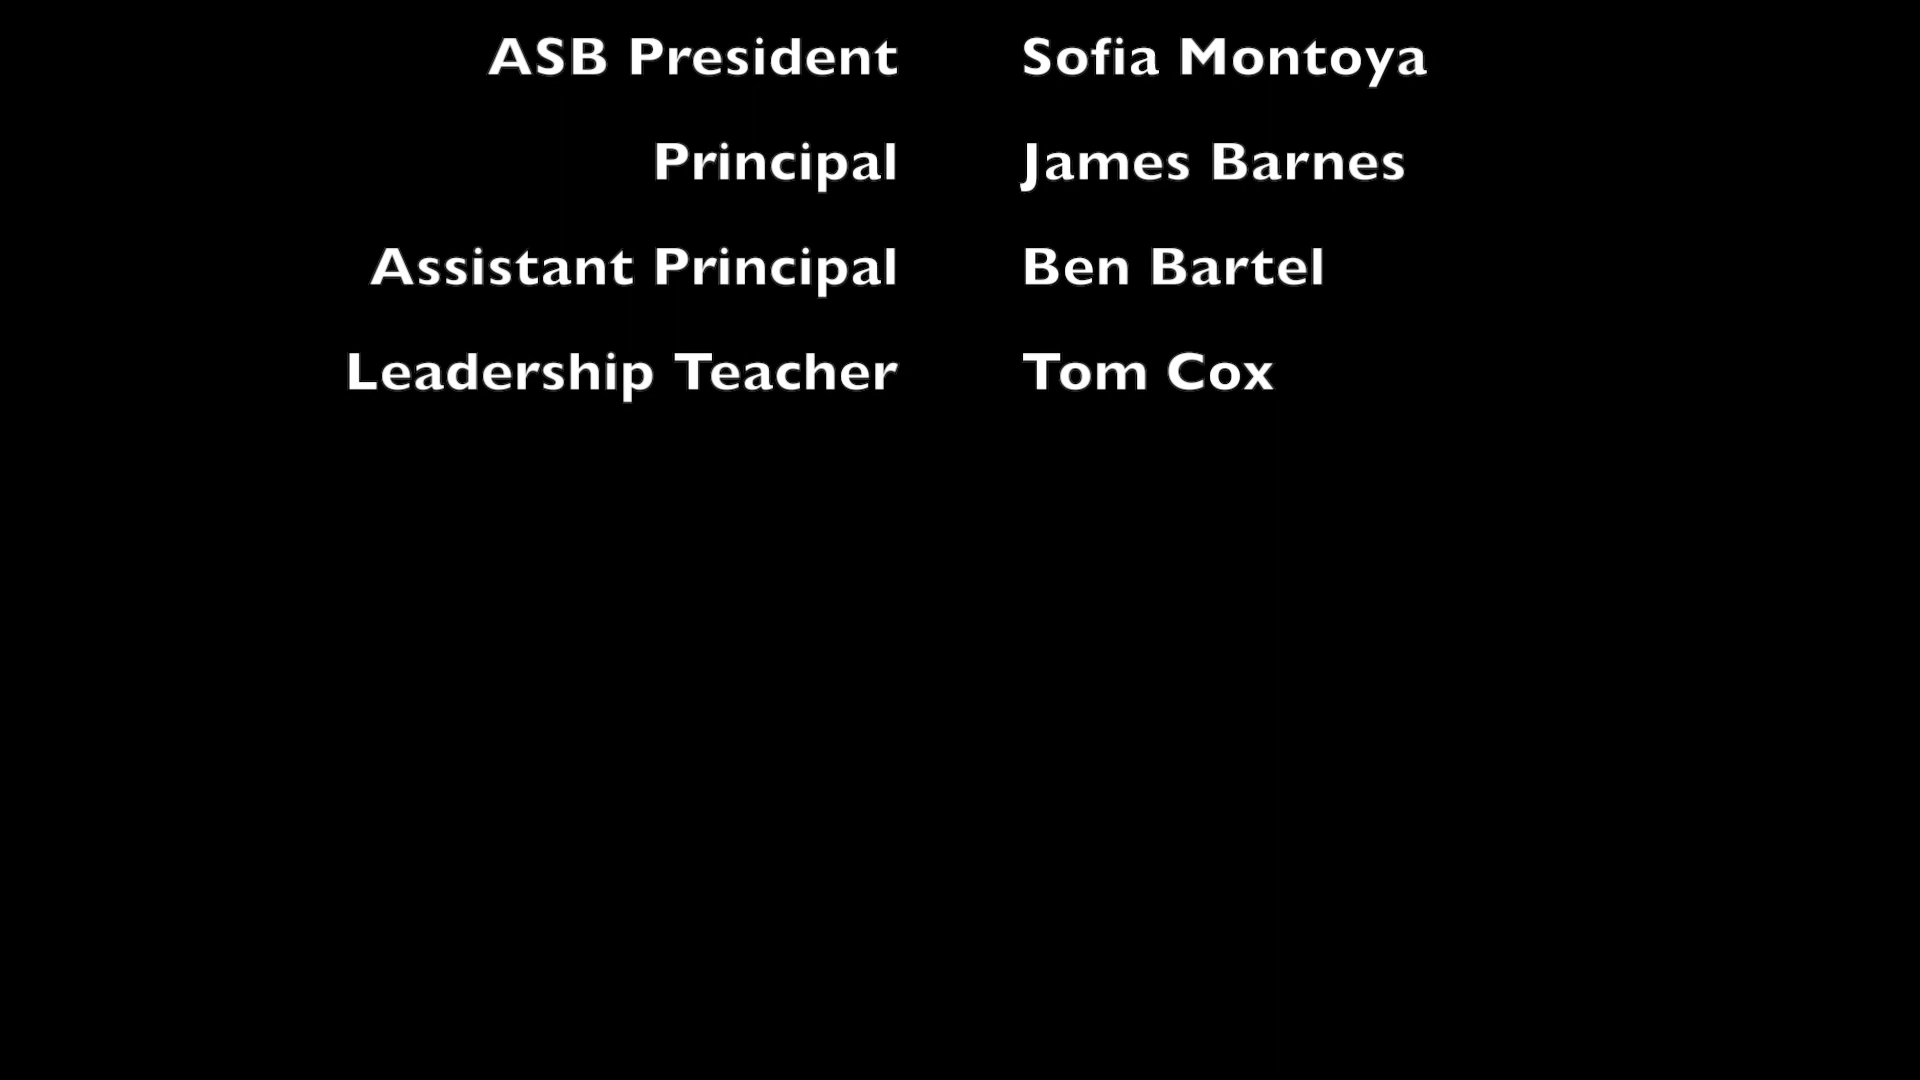 ASB President Sofia Montoya
Principal James Barnes
Assistant Principal Ben Bartel
Leadership Teacher Tom Cox